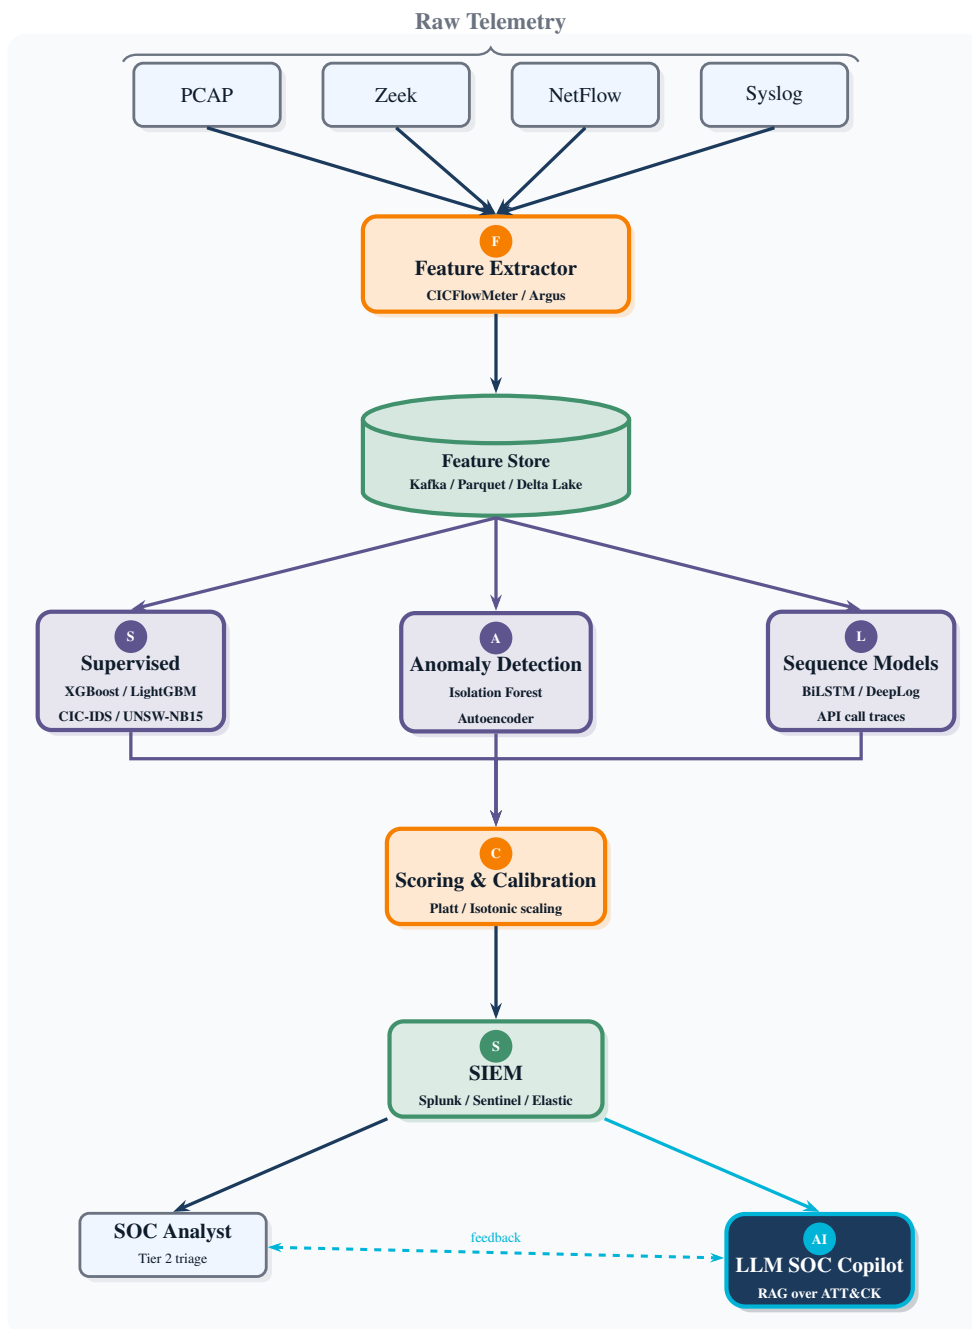 Raw Telemetry
PCAP
Zeek
NetFlow
Syslog
F
Feature Extractor
CICFlowMeter / Argus
Feature Store
Kafka / Parquet / Delta Lake
S
Supervised
XGBoost / LightGBM
CIC-IDS / UNSW-NB15
A
Anomaly Detection
Isolation Forest
Autoencoder
L
Sequence Models
BiLSTM / DeepLog
API call traces
C
Scoring & Calibration
Platt / Isotonic scaling
S
SIEM
Splunk / Sentinel / Elastic
SOC Analyst
Tier 2 triage
feedback
AI
LLM SOC Copilot
RAG over ATT&CK